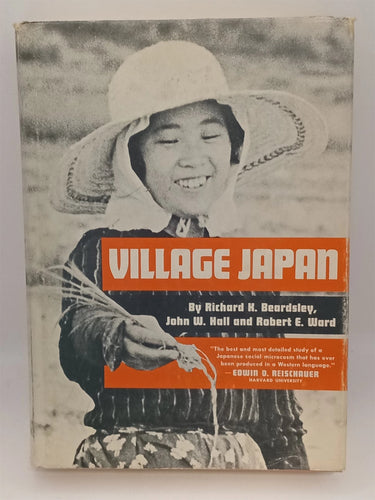 VILLAGE JAPAN
By Richard K. Beardsley,
John W. Hall and Robert E. Ward
"The best and most detailed study of a
Japanese social microcosm that has ever
been produced in a Western language."
— EDWIN O. REISCHAUER
HARVARD UNIVERSITY